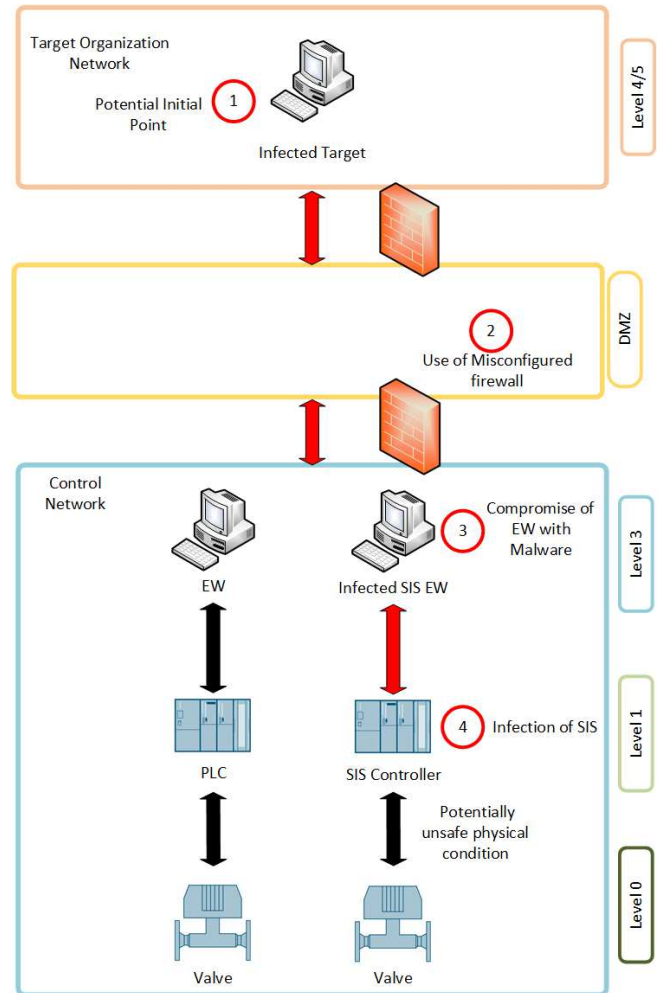 Target Organization
Network
Potential Initial
Point
1
Infected Target
Level 4/5
2
Use of Misconfigured
firewall
DMZ
Control
Network
EW
Infected SIS EW
3
Compromise of
EW with
Malware
Level 3
PLC
SIS Controller
4
Infection of SIS
Level 1
Potentially
unsafe physical
condition
Valve
Valve
Level 0